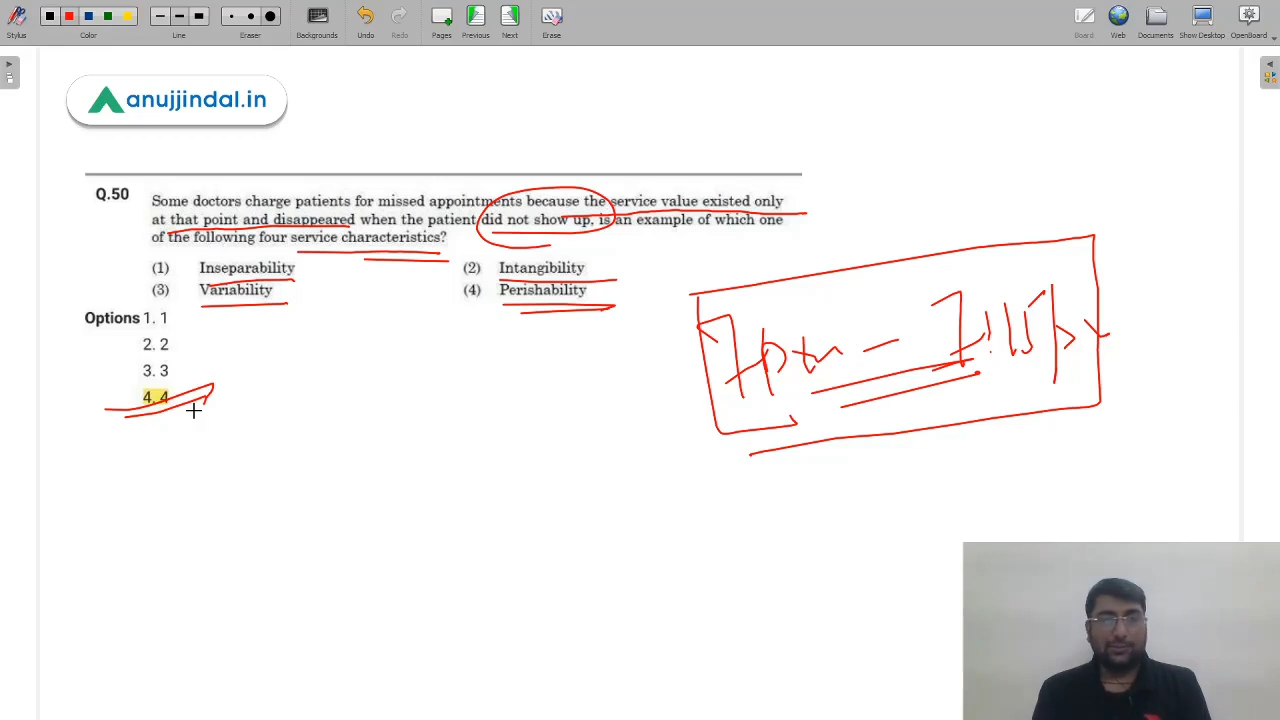 Stylus
Color
Line
Eraser
Backgrounds
Undo
Redo
Pages
Previous
Next
Erase
Board
Web
Documents
Show Desktop
OpenBoard
anujjindal.in
Q.50
Some doctors charge patients for missed appointments because the service value existed only
at that point and disappeared when the patient did not show up, is an example of which one
of the following four service characteristics?
(1) Inseparability (2) Intangibility
(3) Variability (4) Perishability
Options 1. 1
2. 2
3. 3
4. 4
7pm - 7:15p